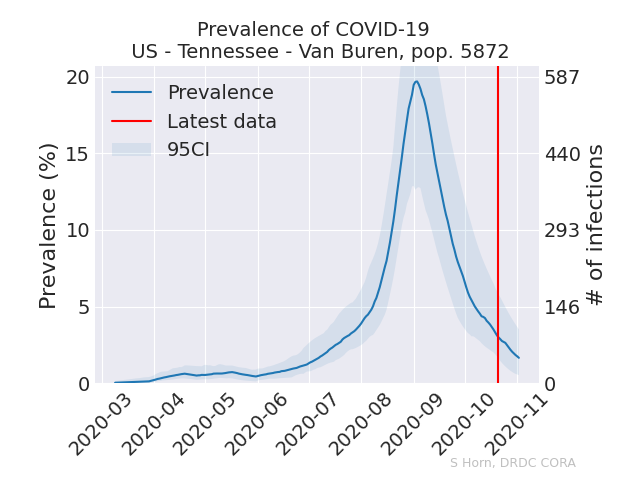 Prevalence of COVID-19
US - Tennessee - Van Buren, pop. 5872
Prevalence
Latest data
95CI
Prevalence (%)
20
15
10
5
0
587
440
293
146
0
# of infections
2020-03
2020-04
2020-05
2020-06
2020-07
2020-08
2020-09
2020-10
2020-11
S Horn, DRDC CORA